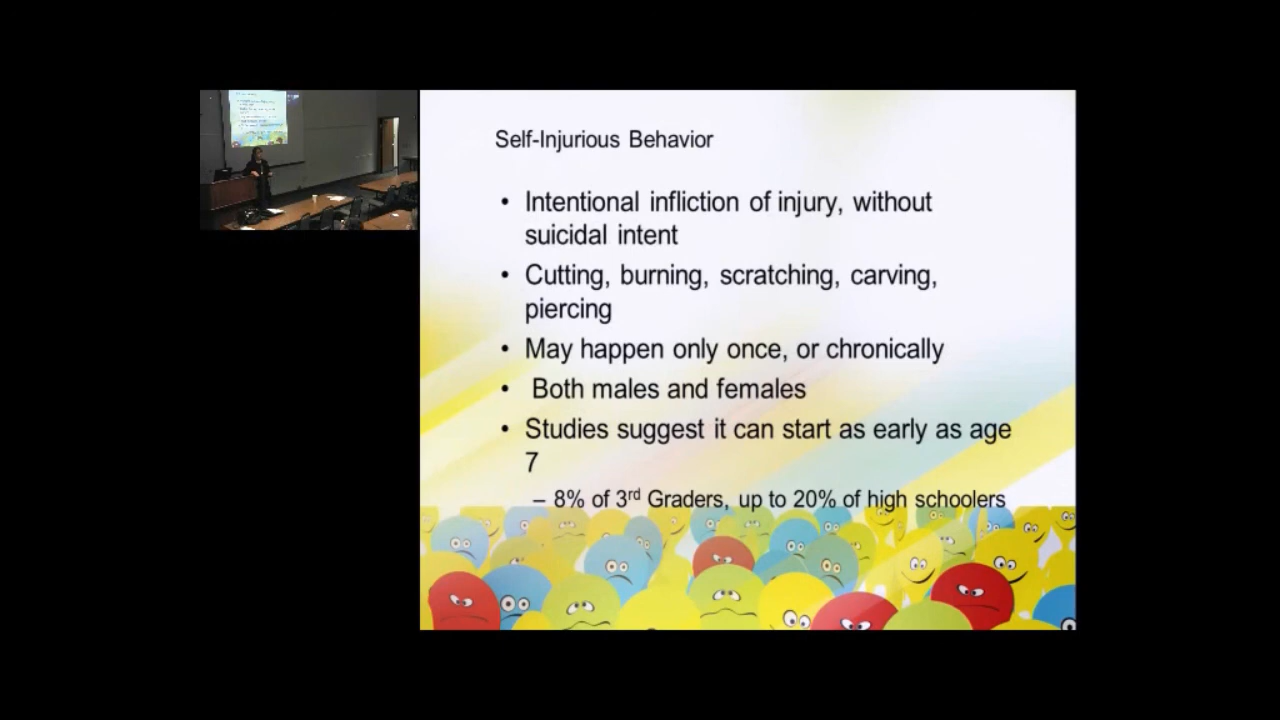 Self-Injurious Behavior
• Intentional infliction of injury, without
suicidal intent
• Cutting, burning, scratching, carving,
piercing
• May happen only once, or chronically
• Both males and females
• Studies suggest it can start as early as age
7
– 8% of 3rd Graders, up to 20% of high schoolers